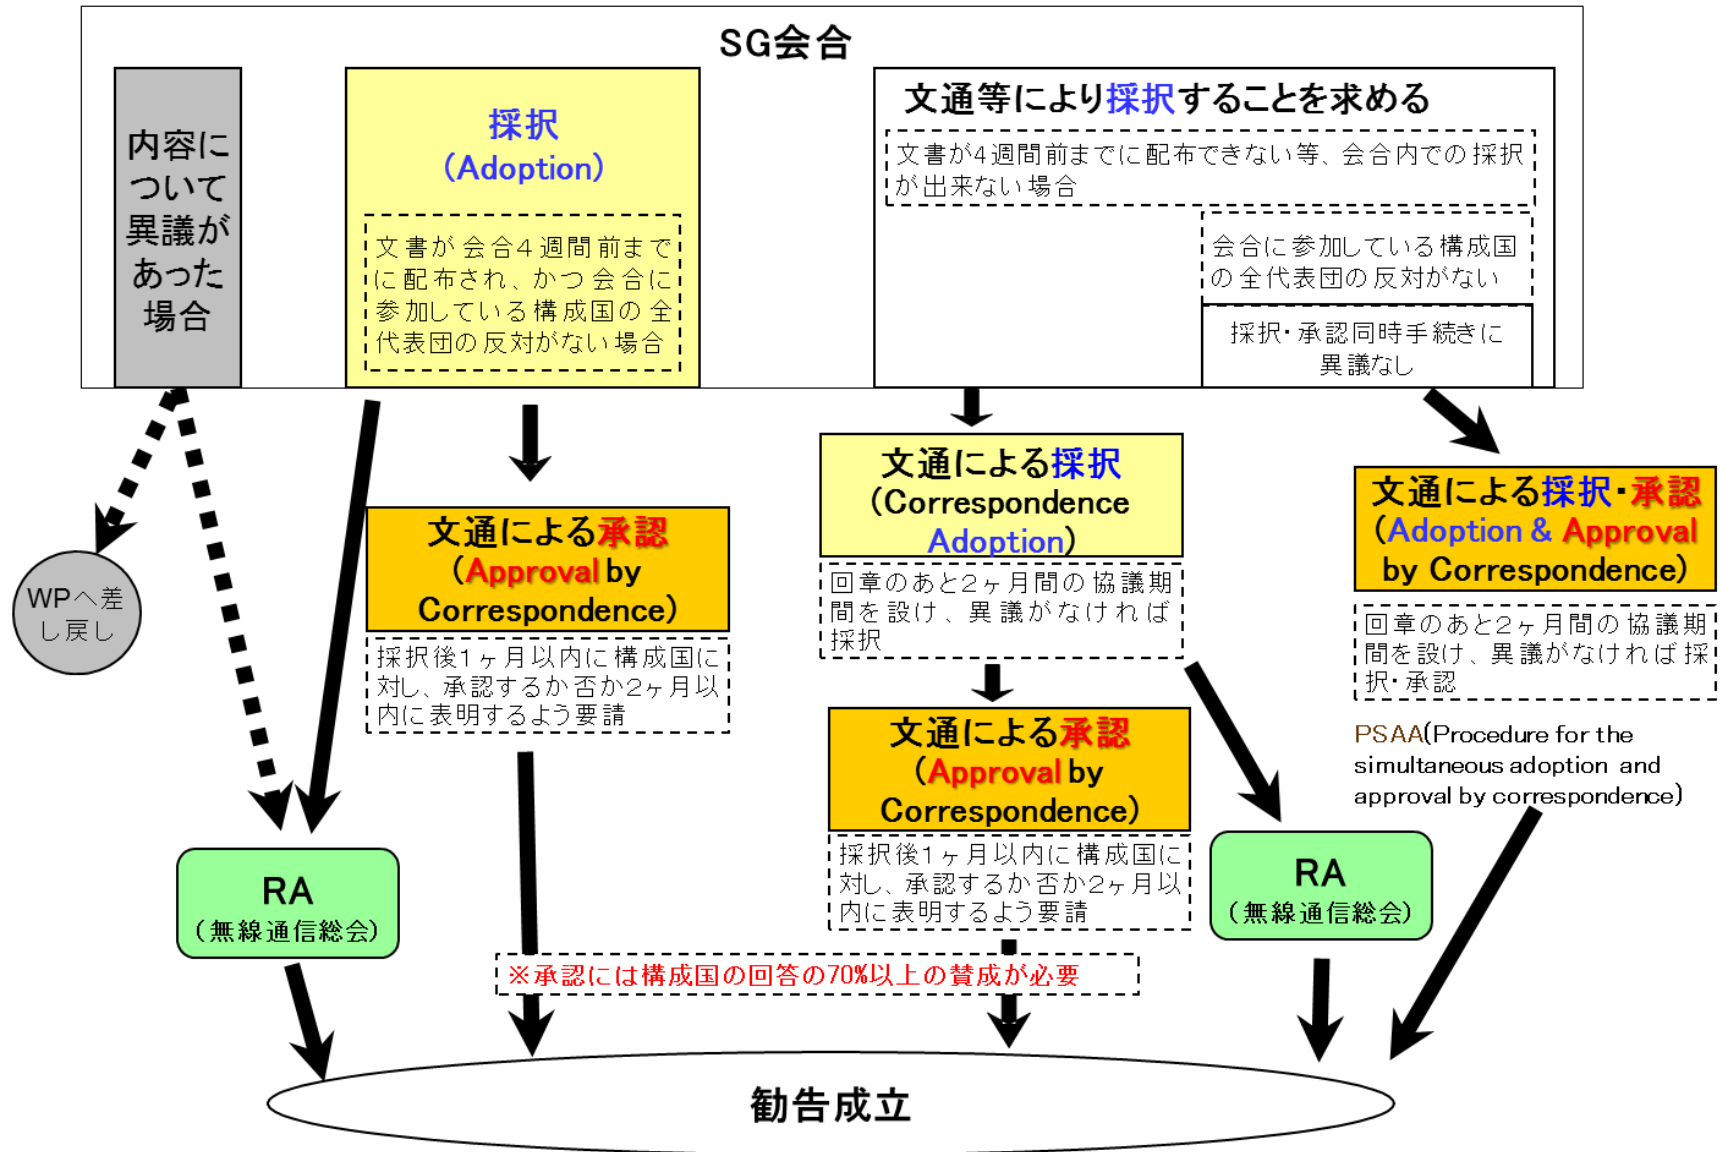 SG会合
内容に
ついて
異議が
あった
場合
採択
(Adoption)
文書が会合4週間前まで
に配布され、かつ会合に
参加している構成国の全
代表団の反対がない場合
文通等により採択することを求める
文書が4週間前までに配布できない等、会合内での採択
が出来ない場合
会合に参加している構成国
の全代表団の反対がない
採択・承認同時手続きに
異議なし
WPへ差
し戻し
文通による承認
(Approval by
Correspondence)
採択後1ヶ月以内に構成国に
対し、承認するか否か2ヶ月以
内に表明するよう要請
文通による採択
(Correspondence
Adoption)
回章のあと2ヶ月間の協議期
間を設け、異議がなければ
採択
文通による承認
(Approval by
Correspondence)
採択後1ヶ月以内に構成国に
対し、承認するか否か2ヶ月以
内に表明するよう要請
文通による採択・承認
(Adoption & Approval
by Correspondence)
回章のあと2ヶ月間の協議期
間を設け、異議がなければ採
択・承認
PSAA(Procedure for the
simultaneous adoption and
approval by correspondence)
RA
(無線通信総会)
RA
(無線通信総会)
※承認には構成国の回答の70%以上の賛成が必要
勧告成立